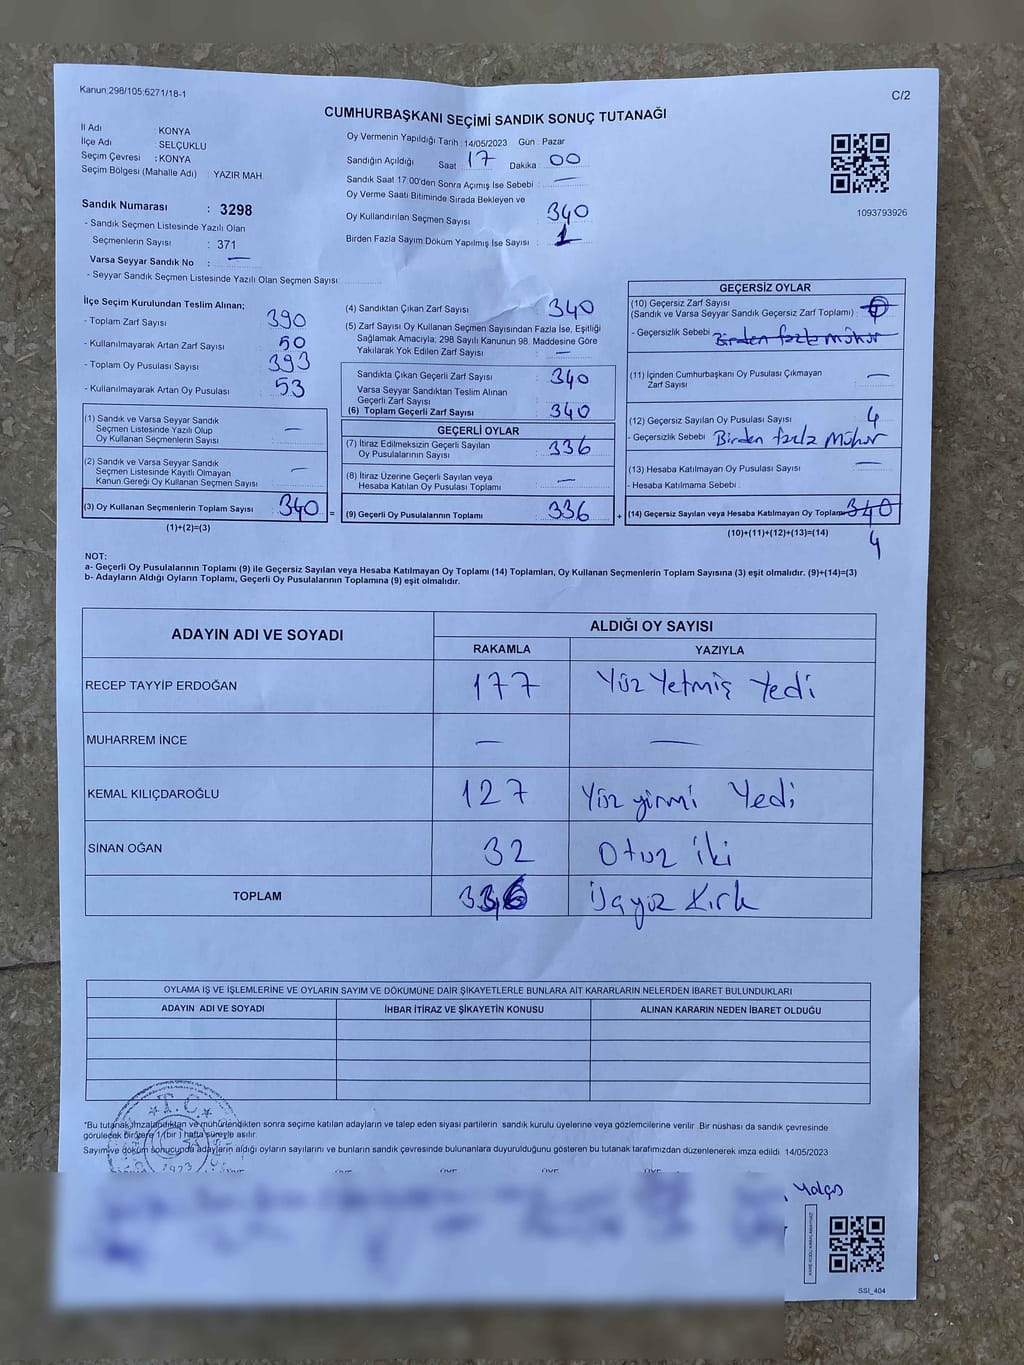 Kanun:298/105;6271/18-1
C/2
CUMHURBAŞKANI SEÇİMİ SANDIK SONUÇ TUTANAĞI
İl Adı : KONYA
İlçe Adı : SELÇUKLU
Seçim Çevresi : KONYA
Seçim Bölgesi (Mahalle Adı) : YAZIR MAH.
Sandık Numarası : 3298
- Sandık Seçmen Listesinde Yazılı Olan
Seçmenlerin Sayısı : 371
Varsa Seyyar Sandık No : —
- Seyyar Sandık Seçmen Listesinde Yazılı Olan Seçmen Sayısı:
Oy Vermenin Yapıldığı Tarih :14/05/2023 Gün : Pazar
Sandığın Açıldığı Saat : 17 Dakika : 00
Sandık Saat 17:00'den Sonra Açımış İse Sebebi : —
Oy Verme Saati Bitiminde Sırada Bekleyen ve
Oy Kullandırılan Seçmen Sayısı : 340
Birden Fazla Sayım Döküm Yapılmış İse Sayısı : 1
1093793926
İlçe Seçim Kurulundan Teslim Alınan;
- Toplam Zarf Sayısı : 390
- Kullanılmayarak Artan Zarf Sayısı : 50
- Toplam Oy Pusulası Sayısı : 393
- Kullanılmayarak Artan Oy Pusulası : 53
(1) Sandık ve Varsa Seyyar Sandık
Seçmen Listesinde Yazılı Olup
Oy Kullanan Seçmenlerin Sayısı : —
(2) Sandık ve Varsa Seyyar Sandık
Seçmen Listesinde Kayıtlı Olmayan
Kanun Gereği Oy Kullanan Seçmen Sayısı : —
(3) Oy Kullanan Seçmenlerin Toplam Sayısı : 340
(1)+(2)=(3)
=
(4) Sandıktan Çıkan Zarf Sayısı : 340
(5) Zarf Sayısı Oy Kullanan Seçmen Sayısından Fazla İse, Eşitliği
Sağlamak Amacıyla; 298 Sayılı Kanunun 98. Maddesine Göre
Yakılarak Yok Edilen Zarf Sayısı : —
Sandıkta Çıkan Geçerli Zarf Sayısı : 340
Varsa Seyyar Sandıktan Teslim Alınan
Geçerli Zarf Sayısı :
(6) Toplam Geçerli Zarf Sayısı : 340
GEÇERLİ OYLAR
(7) İtiraz Edilmeksizin Geçerli Sayılan
Oy Pusulalarının Sayısı : 336
(8) İtiraz Üzerine Geçerli Sayılan veya
Hesaba Katılan Oy Pusulası Toplamı : —
(9) Geçerli Oy Pusulalarının Toplamı : 336
+
GEÇERSİZ OYLAR
(10) Geçersiz Zarf Sayısı
(Sandık ve Varsa Seyyar Sandık Geçersiz Zarf Toplamı) :
- Geçersizlik Sebebi : Birden fazla Mühür
(11) İçinden Cumhurbaşkanı Oy Pusulası Çıkmayan
Zarf Sayısı : —
(12) Geçersiz Sayılan Oy Pusulası Sayısı : 4
- Geçersizlik Sebebi : Birden fazla Mühür
(13) Hesaba Katılmayan Oy Pusulası Sayısı : —
- Hesaba Katılmama Sebebi :
(14) Geçersiz Sayılan veya Hesaba Katılmayan Oy Toplamı 340
(10)+(11)+(12)+(13)=(14)
4
NOT:
a- Geçerli Oy Pusulalarının Toplamı (9) ile Geçersiz Sayılan veya Hesaba Katılmayan Oy Toplamı (14) Toplamları, Oy Kullanan Seçmenlerin Toplam Sayısına (3) eşit olmalıdır. (9)+(14)=(3)
b- Adayların Aldığı Oyların Toplamı, Geçerli Oy Pusulalarının Toplamına (9) eşit olmalıdır.
ADAYIN ADI VE SOYADI
ALDIĞI OY SAYISI
RAKAMLA YAZIYLA
RECEP TAYYİP ERDOĞAN 177 Yüz Yetmiş Yedi
MUHARREM İNCE — —
KEMAL KILIÇDAROĞLU 127 Yüz yirmi Yedi
SİNAN OĞAN 32 Otuz iki
TOPLAM 336 Üçyüz Kırk
OYLAMA İŞ VE İŞLEMLERİNE VE OYLARIN SAYIM VE DÖKÜMÜNE DAİR ŞİKAYETLERLE BUNLARA AİT KARARLARIN NELERDEN İBARET BULUNDUKLARI
ADAYIN ADI VE SOYADI İHBAR İTİRAZ VE ŞİKAYETİN KONUSU ALINAN KARARIN NEDEN İBARET OLDUĞU
T.C.
1923
*Bu tutanak imzalandıktan ve mühürlendikten sonra seçime katılan adayların ve talep eden siyasi partilerin sandık kurulu üyelerine veya gözlemcilerine verilir. Bir nüshası da sandık çevresinde
görülecek bir yere 1 (bir) hafta süreyle asılır.
Sayım ve döküm sonucunda adayların aldığı oyların sayılarını ve bunların sandık çevresinde bulunanlara duyurulduğunu gösteren bu tutanak tarafımızdan düzenlenerek imza edildi. 14/05/2023
SSI_404